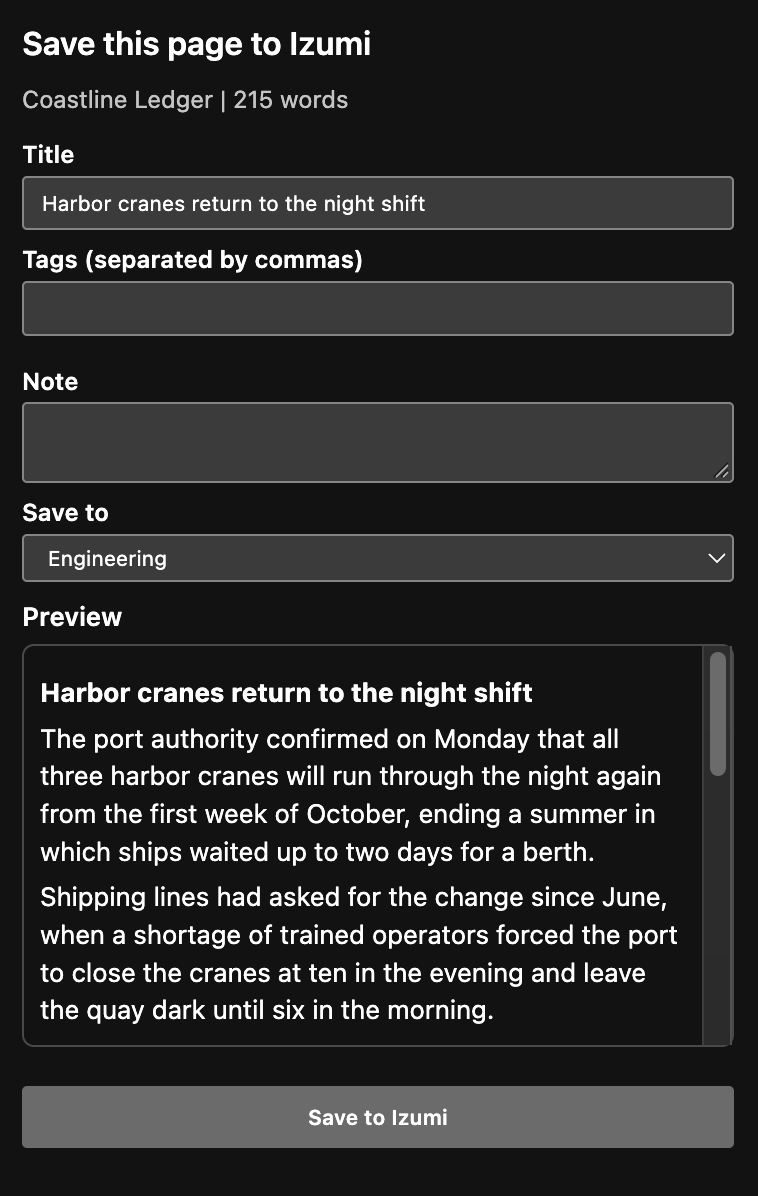 Save this page to Izumi
Coastline Ledger | 215 words
Title
Harbor cranes return to the night shift
Tags (separated by commas)
Note
Save to
Engineering
Preview
Harbor cranes return to the night shift
The port authority confirmed on Monday that all
three harbor cranes will run through the night again
from the first week of October, ending a summer in
which ships waited up to two days for a berth.
Shipping lines had asked for the change since June,
when a shortage of trained operators forced the port
to close the cranes at ten in the evening and leave
the quay dark until six in the morning.
Save to Izumi